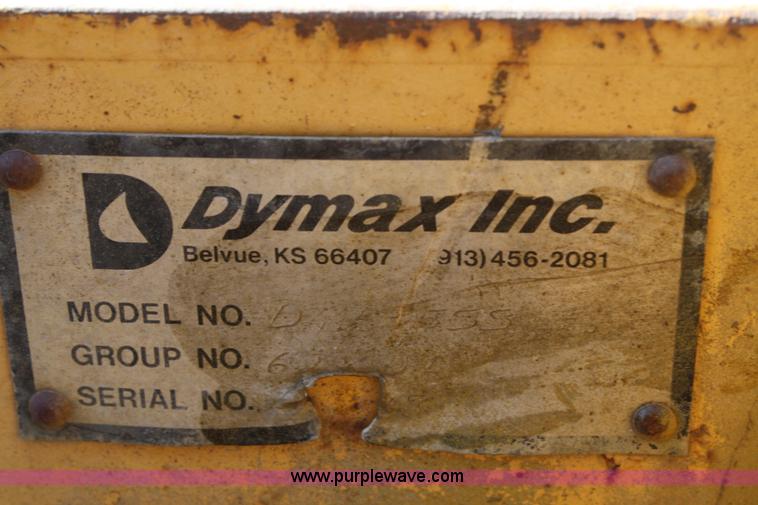 Dymax Inc.
Belvue, KS 66407 913) 456-2081
MODEL NO.
GROUP NO.
SERIAL NO.
www.purplewave.com